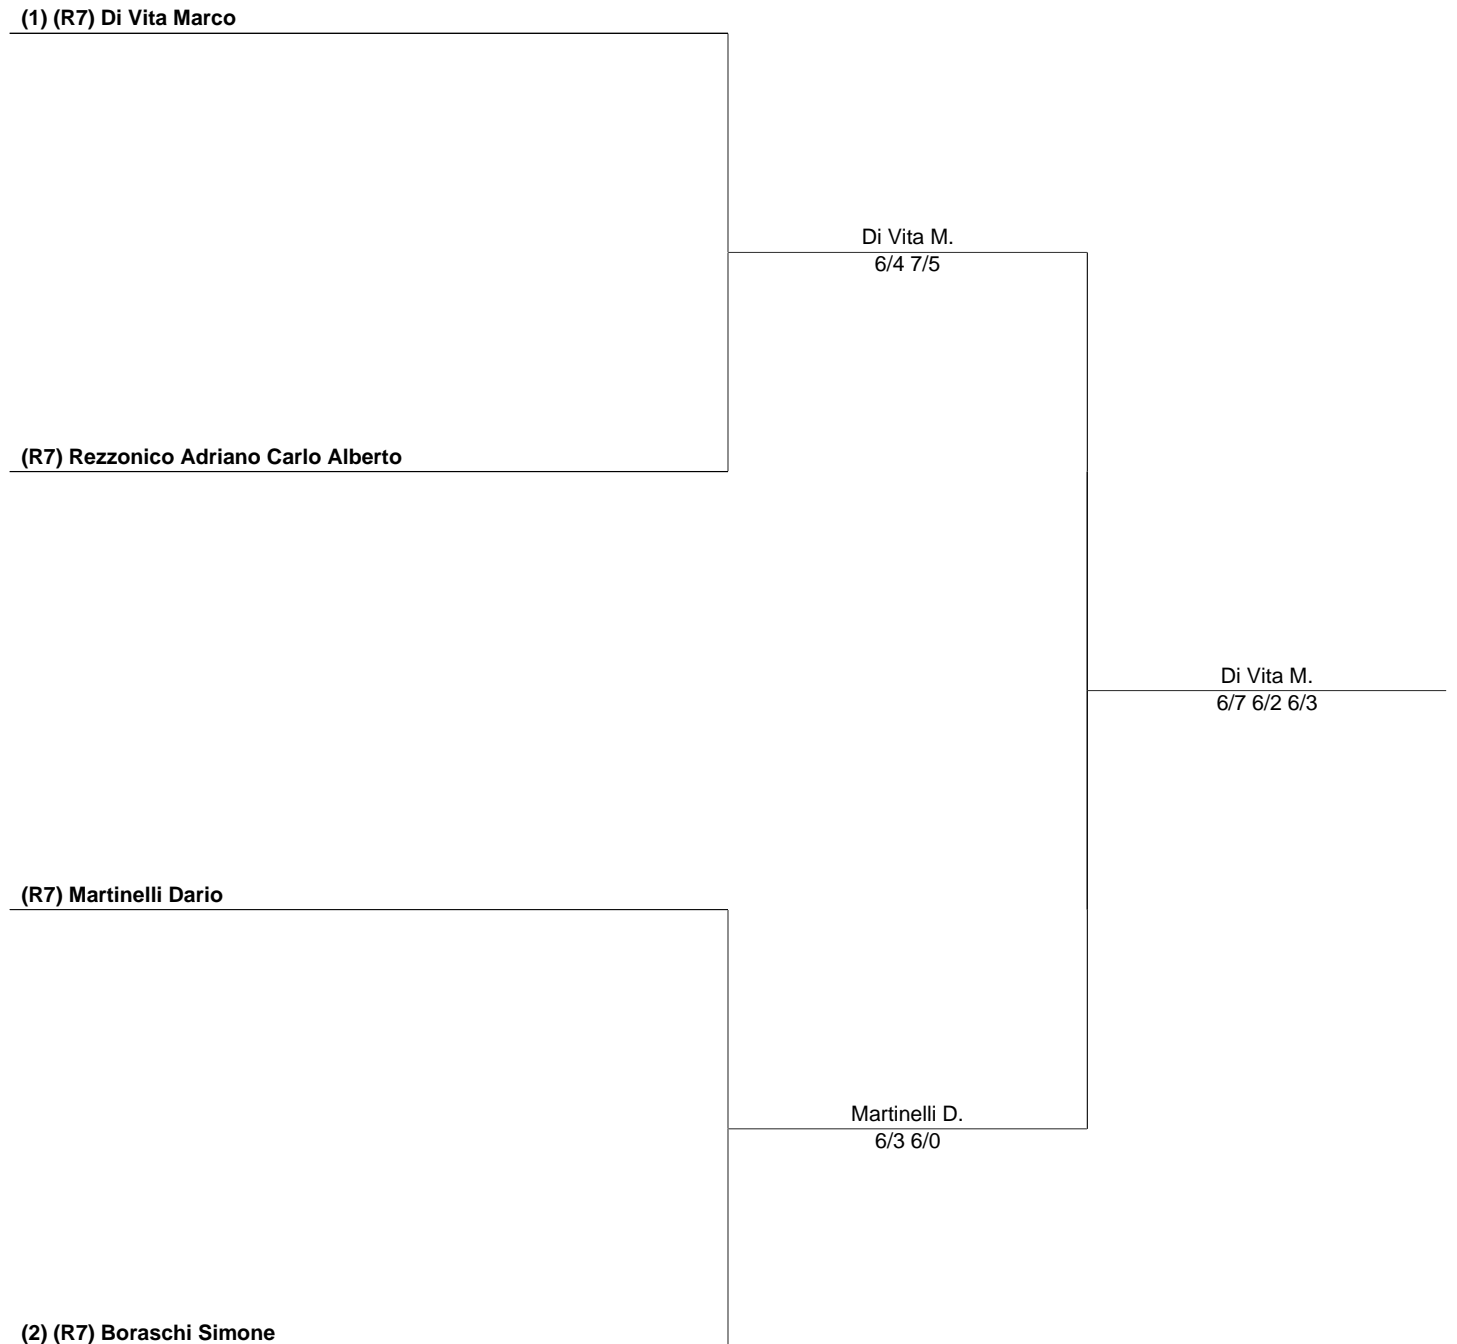 (1) (R7) Di Vita Marco
Di Vita M.
6/4 7/5
(R7) Rezzonico Adriano Carlo Alberto
Di Vita M.
6/7 6/2 6/3
(R7) Martinelli Dario
Martinelli D.
6/3 6/0
(2) (R7) Boraschi Simone